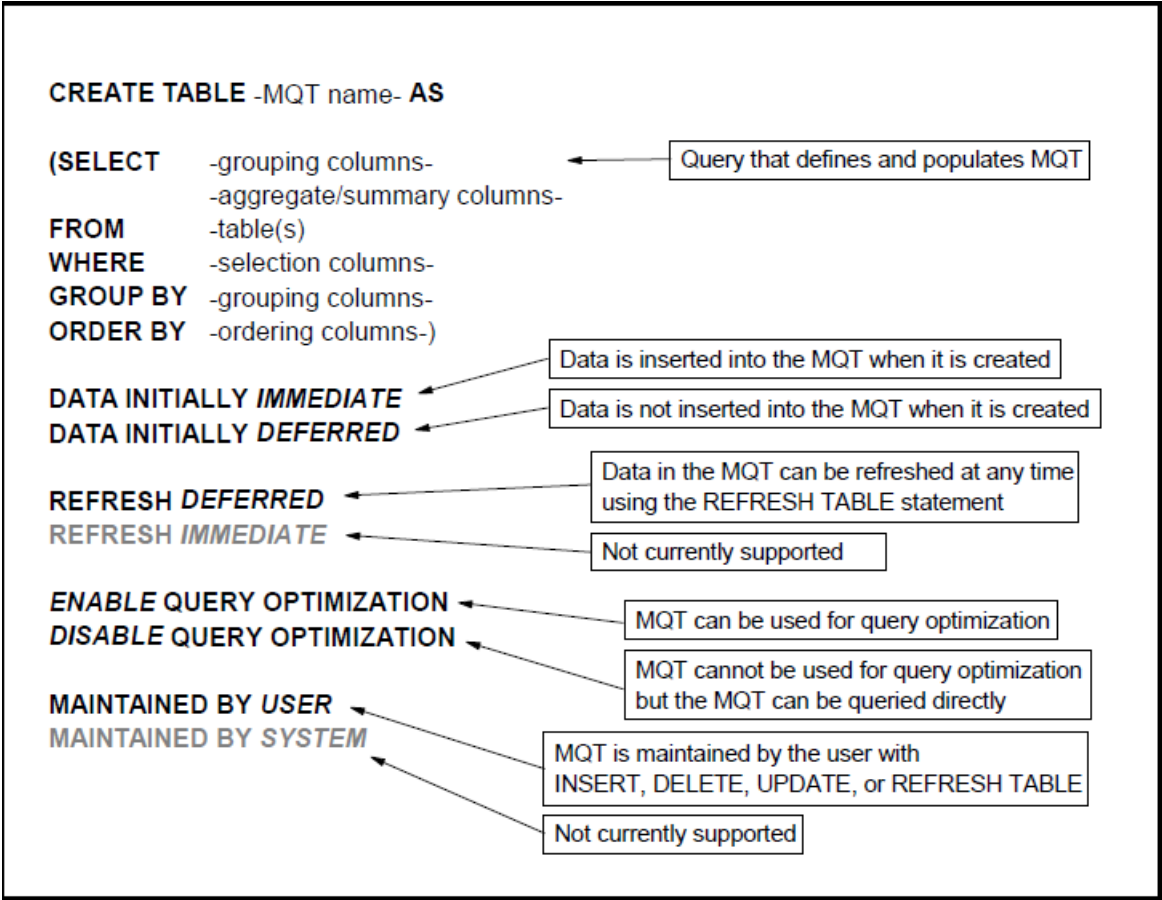 CREATE TABLE -MQT name- AS
(SELECT -grouping columns-
Query that defines and populates MQT
-aggregate/summary columns-
FROM -table(s)
WHERE -selection columns-
GROUP BY -grouping columns-
ORDER BY -ordering columns-)
Data is inserted into the MQT when it is created
DATA INITIALLY IMMEDIATE
Data is not inserted into the MQT when it is created
DATA INITIALLY DEFERRED
Data in the MQT can be refreshed at any time
using the REFRESH TABLE statement
REFRESH DEFERRED
REFRESH IMMEDIATE
Not currently supported
ENABLE QUERY OPTIMIZATION
MQT can be used for query optimization
DISABLE QUERY OPTIMIZATION
MQT cannot be used for query optimization
but the MQT can be queried directly
MAINTAINED BY USER
MAINTAINED BY SYSTEM
MQT is maintained by the user with
INSERT, DELETE, UPDATE, or REFRESH TABLE
Not currently supported